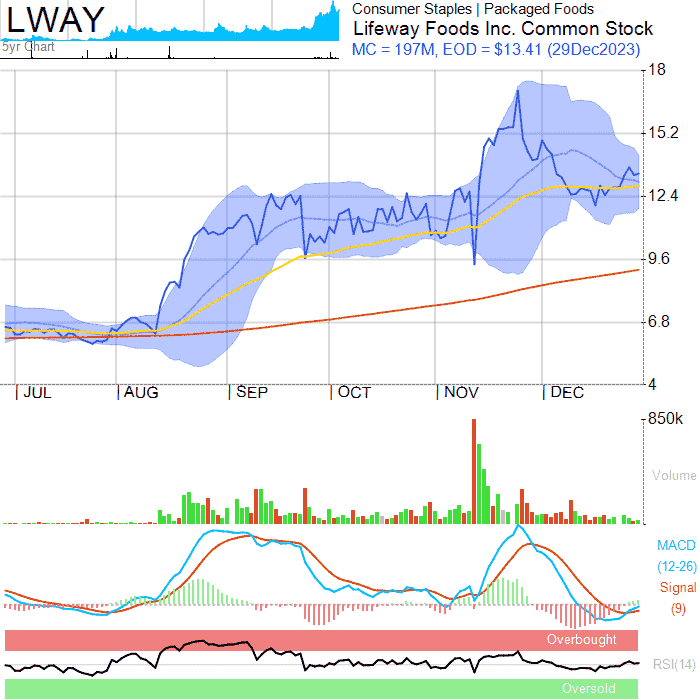 LWAY
5yr Chart
Consumer Staples | Packaged Foods
Lifeway Foods Inc. Common Stock
MC = 197M, EOD = $13.41 (29Dec2023)
18
15.2
12.4
9.6
6.8
4
JUL AUG SEP OCT NOV DEC
850k
Volume
MACD
(12-26)
Signal
(9)
Overbought
RSI(14)
Oversold